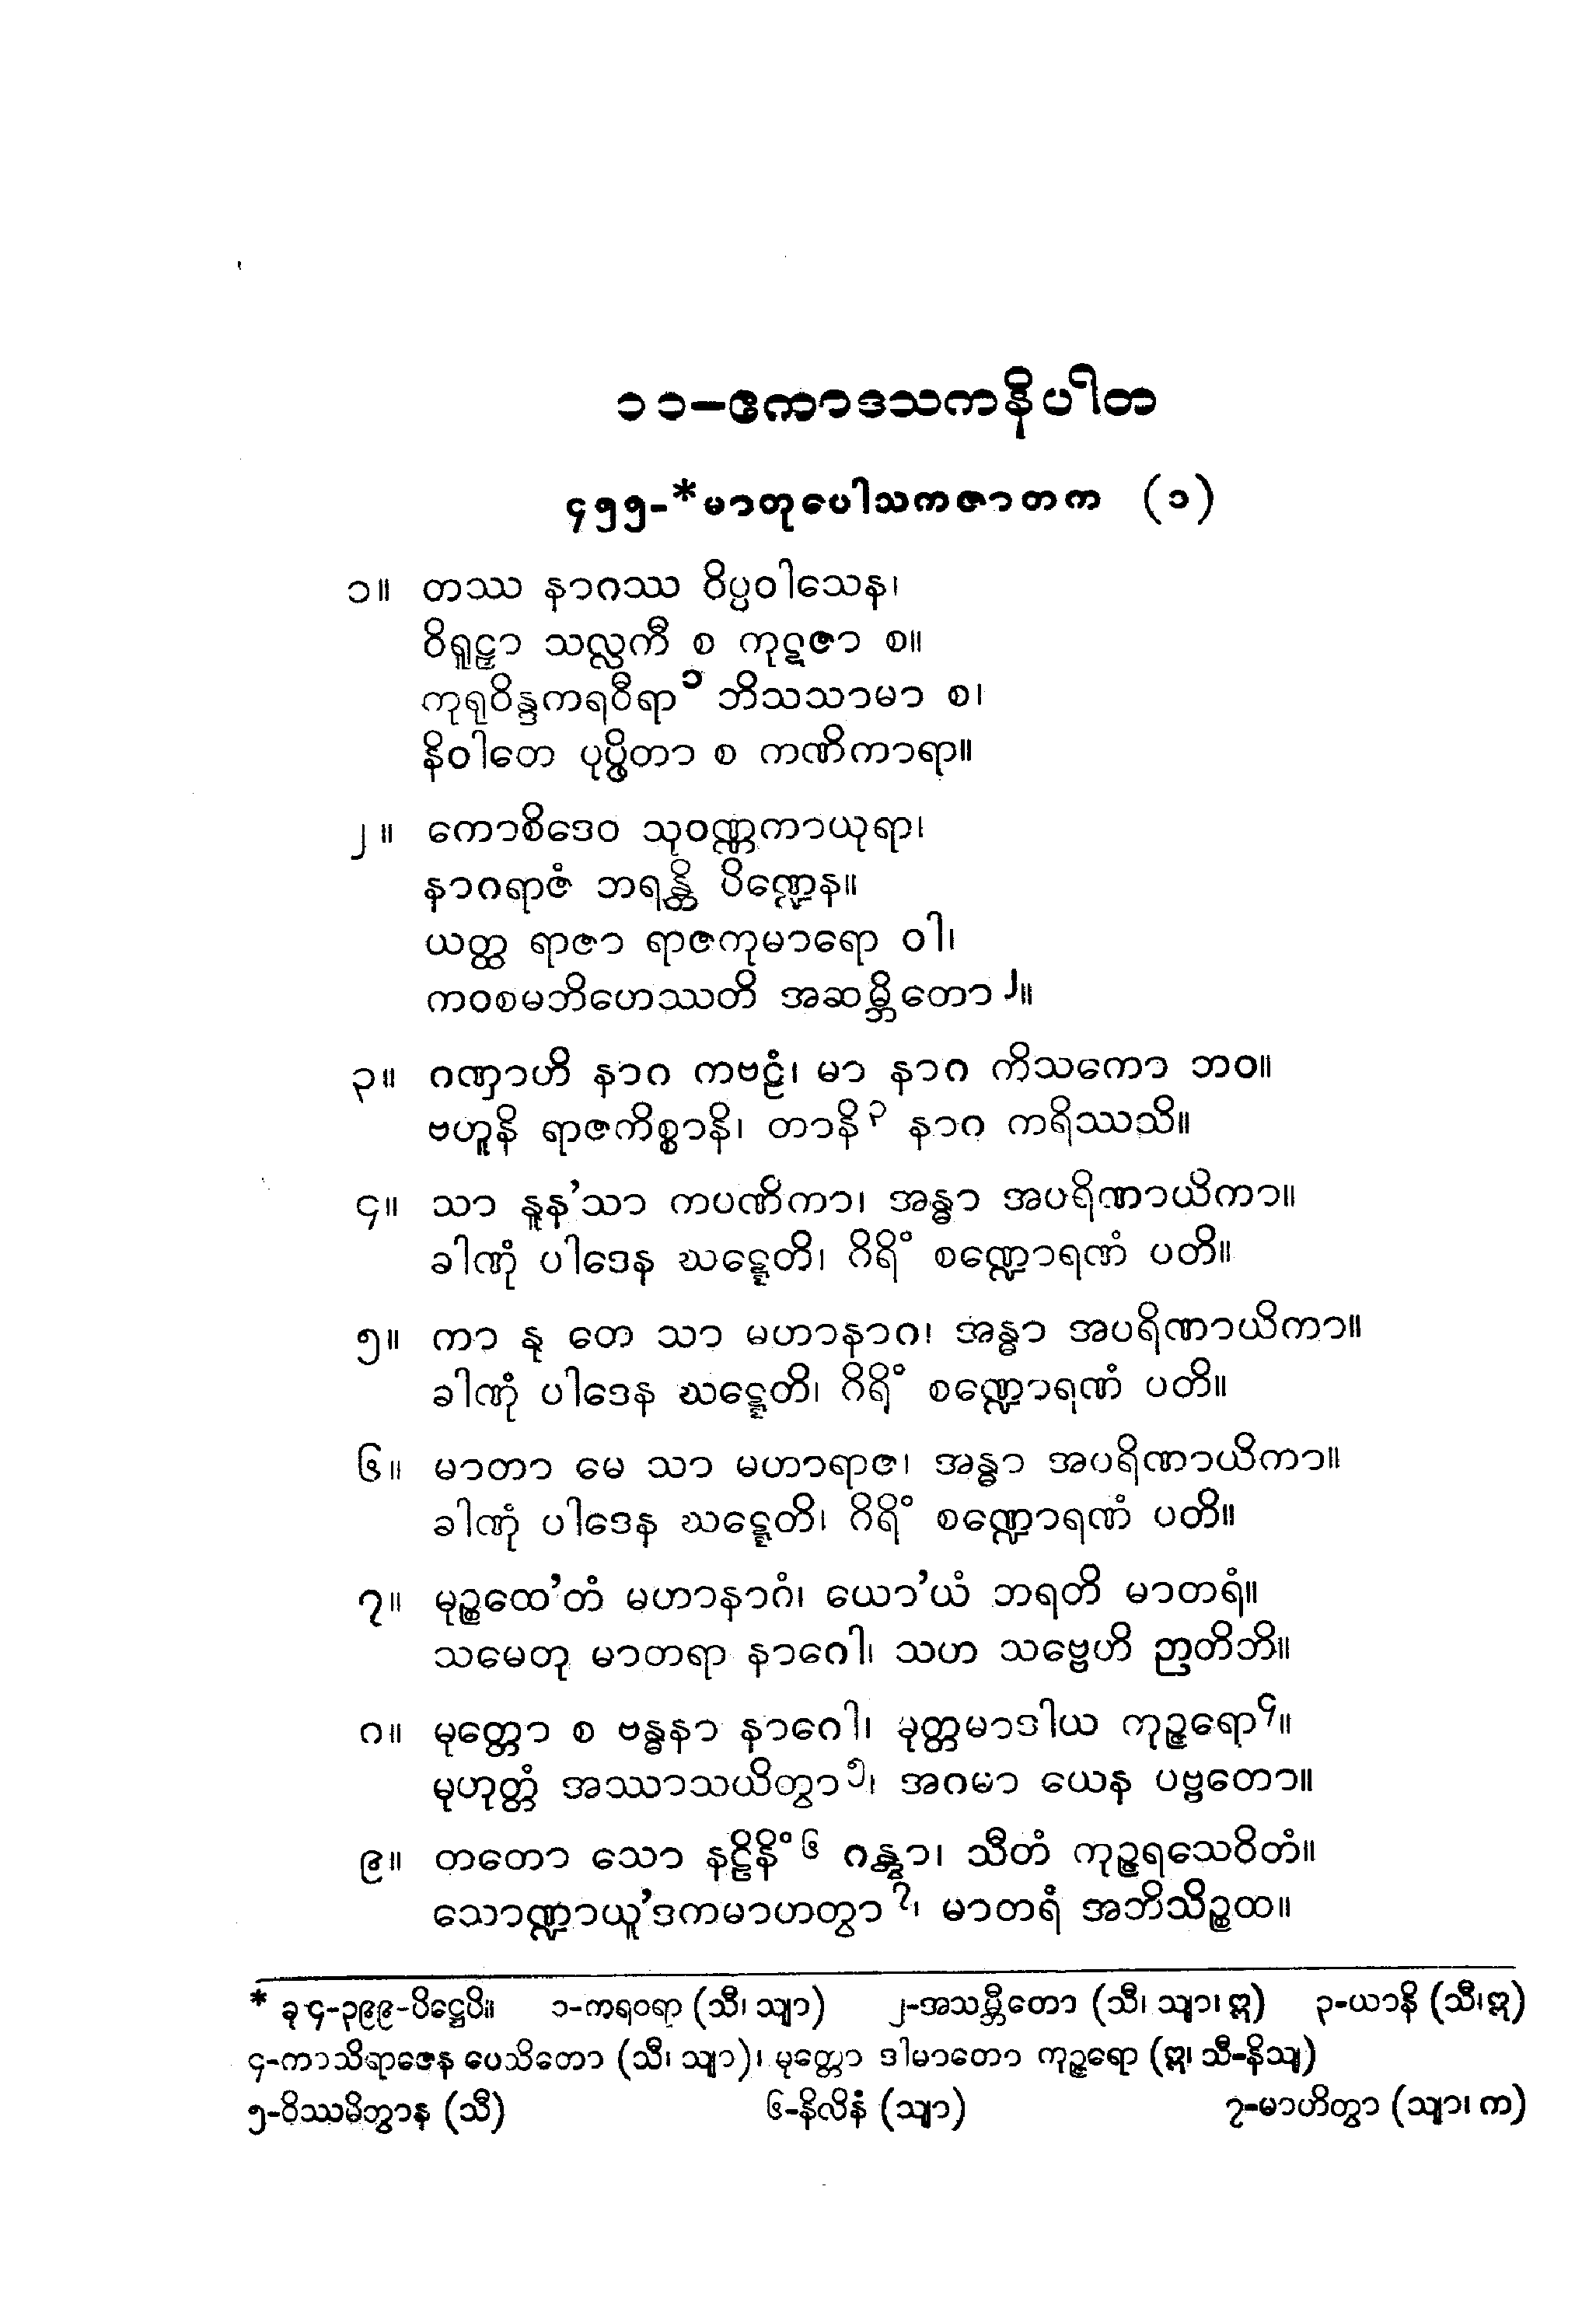 ၁၁-ဧကာဒသကနိပါတ
၄၅၅-*မာတုပေါသကဇာတက (၁)
၁။ တဿ နာဂဿ ဝိပ္ပဝါသေန၊
ဝိရူဠှာ သလ္လကီ စ ကုဋဇာ စ။
ကုရုဝိန္ဒကရဝီရာ၁ ဘိသသာမာ စ၊
နိဝါတေ ပုပ္ဖိတာ စ ကဏိကာရာ။
၂။ ကောစိဒေဝ သုဝဏ္ဏကာယုရာ၊
နာဂရာဇံ ဘရန္တိ ပိဏ္ဍေန။
ယတ္ထ ရာဇာ ရာဇကုမာရော ဝါ၊
ကဝစမဘိဟေဿတိ အဆမ္ဘိတော၂။
၃။ ဂဏှာဟိ နာဂ ကဗဠံ၊ မာ နာဂ ကိသကော ဘဝ။
ဗဟူနိ ရာဇကိစ္စာနိ၊ တာနိ၃ နာဂ ကရိဿသိ။
၄။ သာ နူန'သာ ကပဏိကာ၊ အန္ဓာ အပရိဏာယိကာ။
ခါဏုံ ပါဒေန ဃဋ္ဋေတိ၊ ဂိရိံ စဏ္ဍောရဏံ ပတိ။
၅။ ကာ နု တေ သာ မဟာနာဂ၊ အန္ဓာ အပရိဏာယိကာ။
ခါဏုံ ပါဒေန ဃဋ္ဋေတိ၊ ဂိရိံ စဏ္ဍောရဏံ ပတိ။
၆။ မာတာ မေ သာ မဟာရာဇ၊ အန္ဓာ အပရိဏာယိကာ။
ခါဏုံ ပါဒေန ဃဋ္ဋေတိ၊ ဂိရိံ စဏ္ဍောရဏံ ပတိ။
၇။ မုဉ္စထေ'တံ မဟာနာဂံ၊ ယော'ယံ ဘရတိ မာတရံ။
သမေတု မာတရာ နာဂေါ၊ သဟ သဗ္ဗေဟိ ဉာတိဘိ။
၈။ မုတ္တော စ ဗန္ဓနာ နာဂေါ၊ မုတ္တမာဒါယ ကုဉ္ဇရော၄။
မုဟုတ္တံ အဿာသယိတွာ၅၊ အဂမာ ယေန ပဗ္ဗတော။
၉။ တတော သော နဠိနိံ၆ ဂန္တွာ၊ သီတံ ကုဉ္ဇရသေဝိတံ။
သောဏ္ဍာယူ'ဒကမာဟတွာ၇၊ မာတရံ အဘိသိဉ္စထ။
* ခု-၄-၃၉၉-ပိဋ္ဌေပိ။ ၁-ကရဝရာ (သီ၊ သျာ) ၂-အသမ္ဘီတော (သီ၊ သျာ၊ ဣ) ၃-ယာနိ (သီ၊ဣ)
၄-ကာသိရာဇေန ပေသိတော (သီ၊ သျာ)၊ မုတ္တော ဒါမာတော ကုဉ္ဇရော (ဣ၊ သီ-နိသျ)
၅-ဝိဿမိတွာန (သီ) ၆-နိလိနံ (သျာ) ၇-မာဟိတွာ (သျာ၊ က)